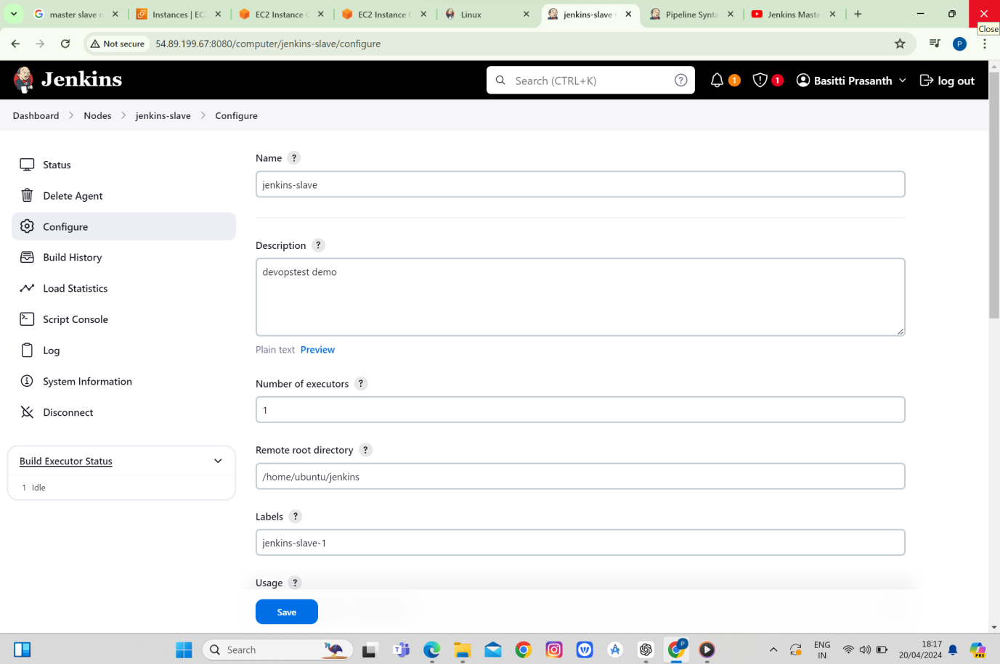 master slave
Instances | EC
EC2 Instance
EC2 Instance
Linux
jenkins-slave
Pipeline Synta
Jenkins Maste
Close
Not secure
54.89.199.67:8080/computer/jenkins-slave/configure
P
Jenkins
Search (CTRL+K)
?
1
1
Basitti Prasanth
log out
Dashboard
Nodes
jenkins-slave
Configure
Status
Delete Agent
Configure
Build History
Load Statistics
Script Console
Log
System Information
Disconnect
Build Executor Status
1 Idle
Name ?
jenkins-slave
Description ?
devopstest demo
Plain text Preview
Number of executors ?
1
Remote root directory ?
/home/ubuntu/jenkins
Labels ?
jenkins-slave-1
Usage ?
Save
Search
P
ENG
IN
18:17
20/04/2024
PRE